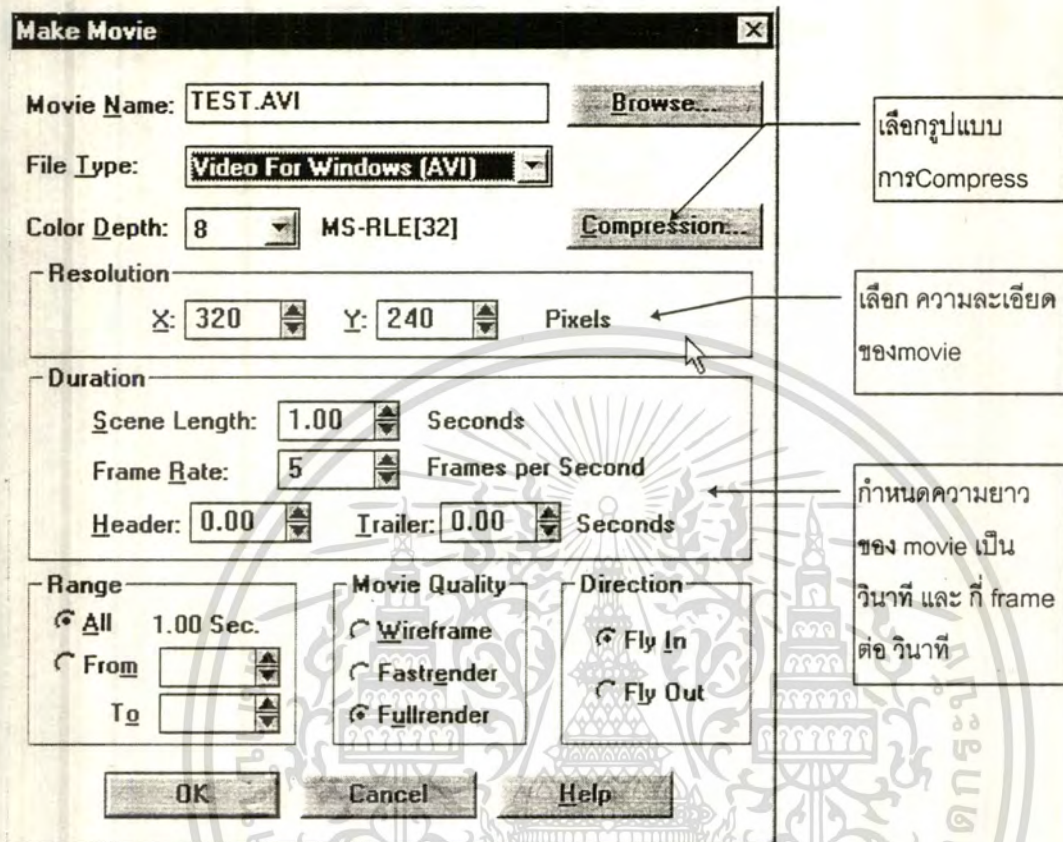 Make Movie
Movie Name: TEST.AVI Browse...
File Type: Video For Windows (AVI)
Color Depth: 8 MS-RLE[32] Compression...
Resolution
X: 320 Y: 240 Pixels
Duration
Scene Length: 1.00 Seconds
Frame Rate: 5 Frames per Second
Header: 0.00 Trailer: 0.00 Seconds
Range
All 1.00 Sec.
From
To
Movie Quality
Wireframe
Fastrender
Fullrender
Direction
Fly In
Fly Out
OK Cancel Help
เลือกรูปแบบ
การCompress
เลือก ความละเอียด
ของmovie
กำหนดความยาว
ของ movie เป็น
วินาที และ กี่ frame
ต่อ วินาที